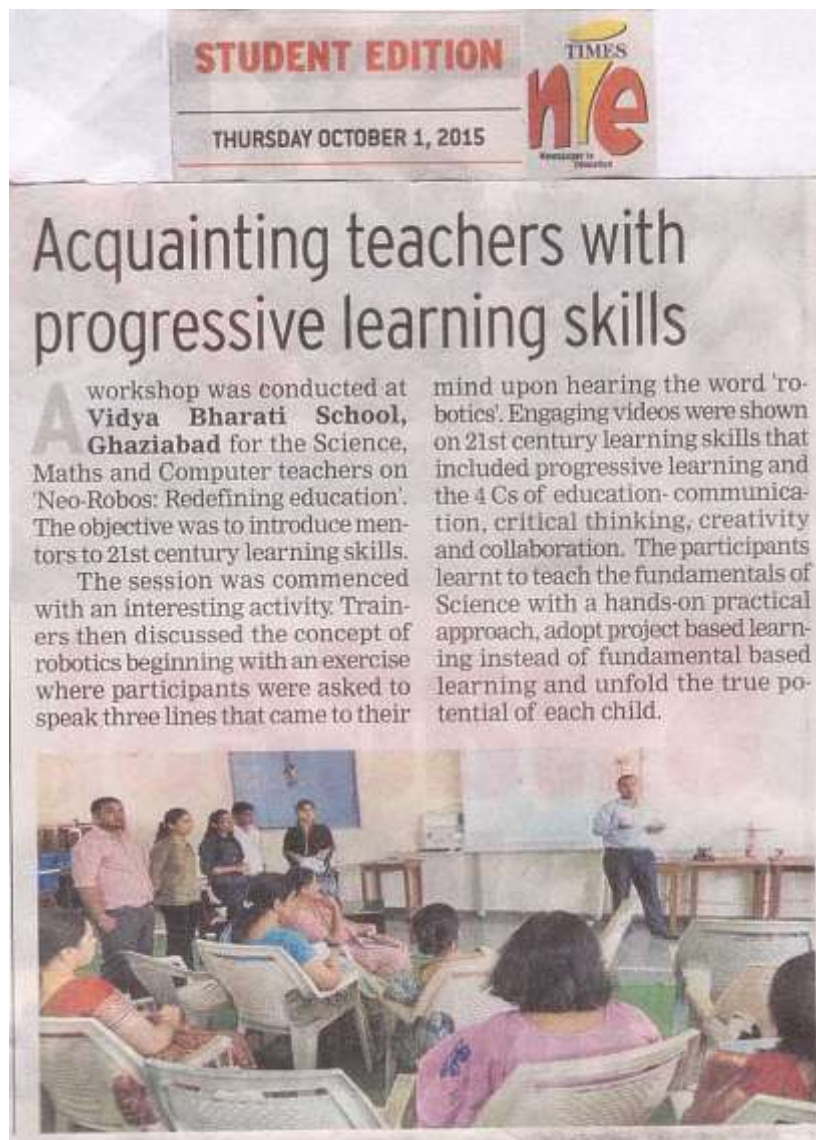 STUDENT EDITION
THURSDAY OCTOBER 1, 2015
TIMES
nie
Newspaper in
Education
Acquainting teachers with
progressive learning skills
A workshop was conducted at
Vidya Bharati School,
Ghaziabad for the Science,
Maths and Computer teachers on
'Neo-Robos: Redefining education'.
The objective was to introduce men-
tors to 21st century learning skills.
The session was commenced
with an interesting activity. Train-
ers then discussed the concept of
robotics beginning with an exercise
where participants were asked to
speak three lines that came to their
mind upon hearing the word 'ro-
botics'. Engaging videos were shown
on 21st century learning skills that
included progressive learning and
the 4 Cs of education- communica-
tion, critical thinking, creativity
and collaboration. The participants
learnt to teach the fundamentals of
Science with a hands-on practical
approach, adopt project based learn-
ing instead of fundamental based
learning and unfold the true po-
tential of each child.